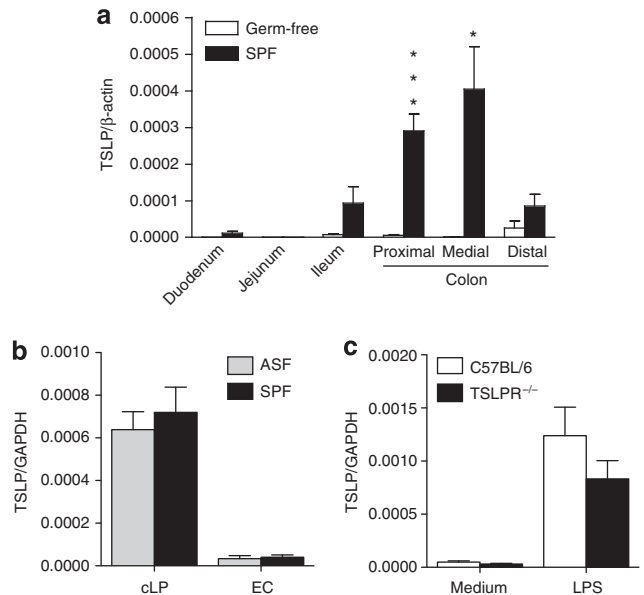 a
Germ-free
SPF
TSLP/β-actin
0.0006
0.0005
0.0004
0.0003
0.0002
0.0001
0.0000
* * *
*
Duodenum
Jejunum
Ileum
Proximal Medial Distal
Colon
b
ASF
SPF
TSLP/GAPDH
0.0010
0.0008
0.0006
0.0004
0.0002
0.0000
cLP EC
c
C57BL/6
TSLPR–/–
TSLP/GAPDH
0.0020
0.0015
0.0010
0.0005
0.0000
Medium LPS